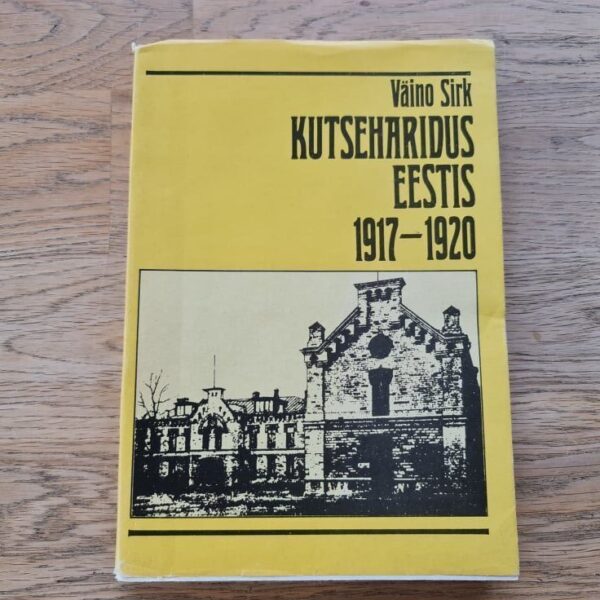 Väino Sirk
KUTSEHARIDUS
EESTIS
1917—1920